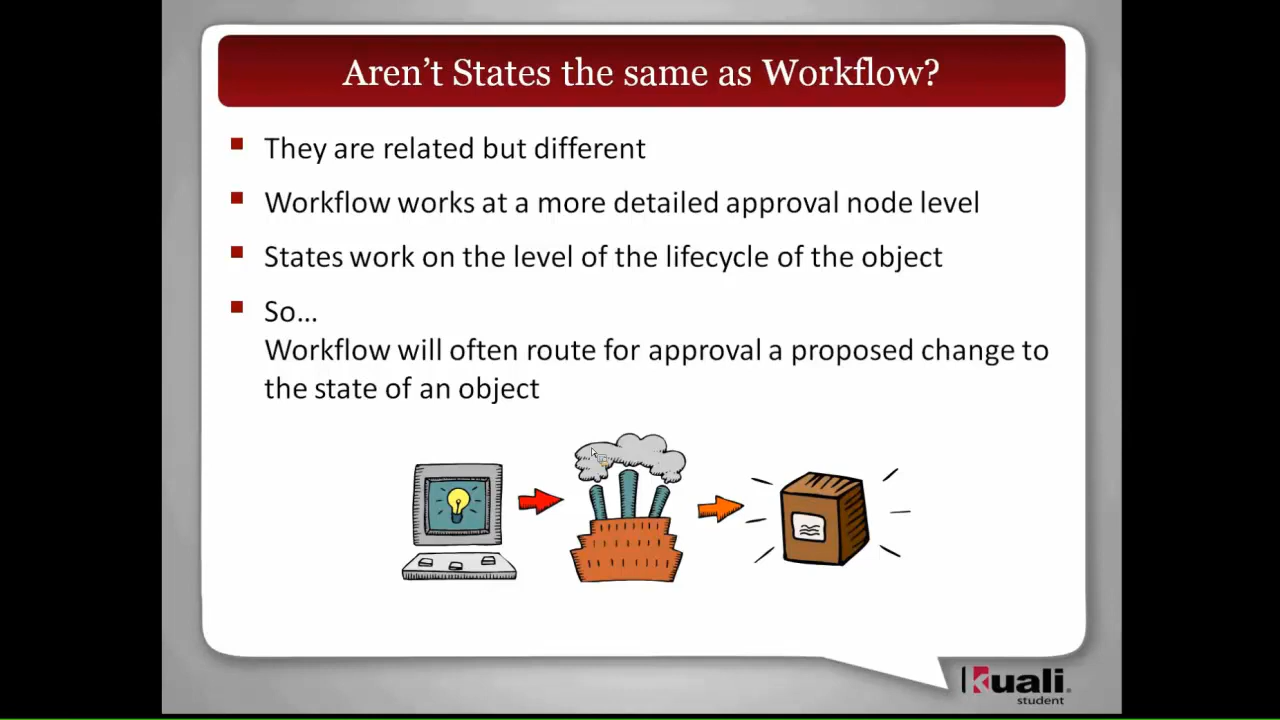 Aren’t States the same as Workflow?
They are related but different
Workflow works at a more detailed approval node level
States work on the level of the lifecycle of the object
So…
Workflow will often route for approval a proposed change to
the state of an object
kuali
student